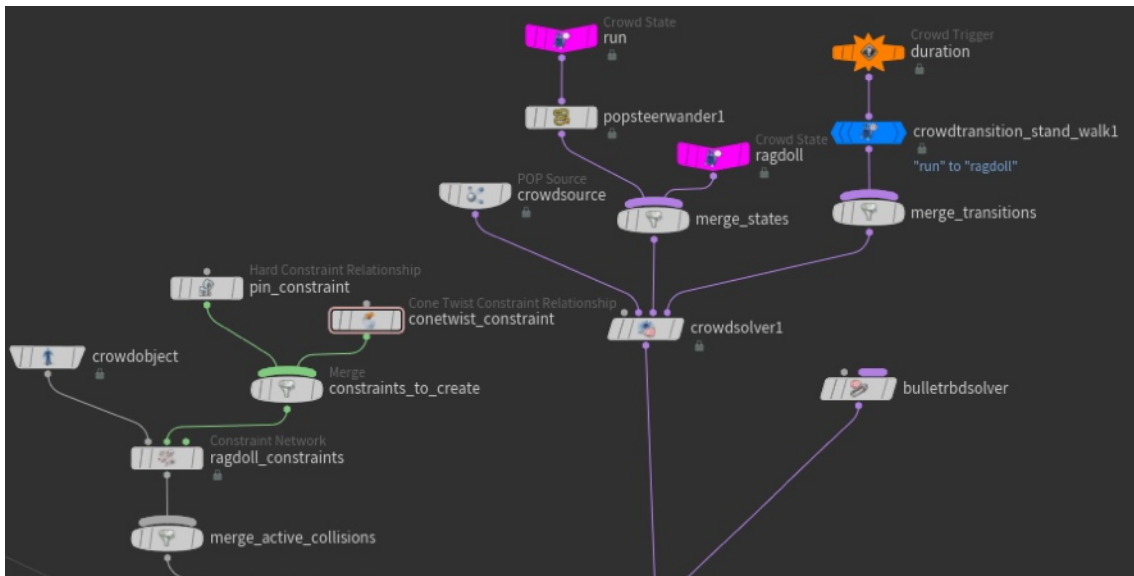 Crowd State
run
Crowd Trigger
duration
popsteerwander1
crowdtransition_stand_walk1
"run" to "ragdoll"
Crowd State
ragdoll
POP Source
crowdsource
merge_states
merge_transitions
Hard Constraint Relationship
pin_constraint
Cone Twist Constraint Relationship
conetwist_constraint
crowdsolver1
crowdobject
Merge
constraints_to_create
bulletrbdsolver
Constraint Network
ragdoll_constraints
merge_active_collisions